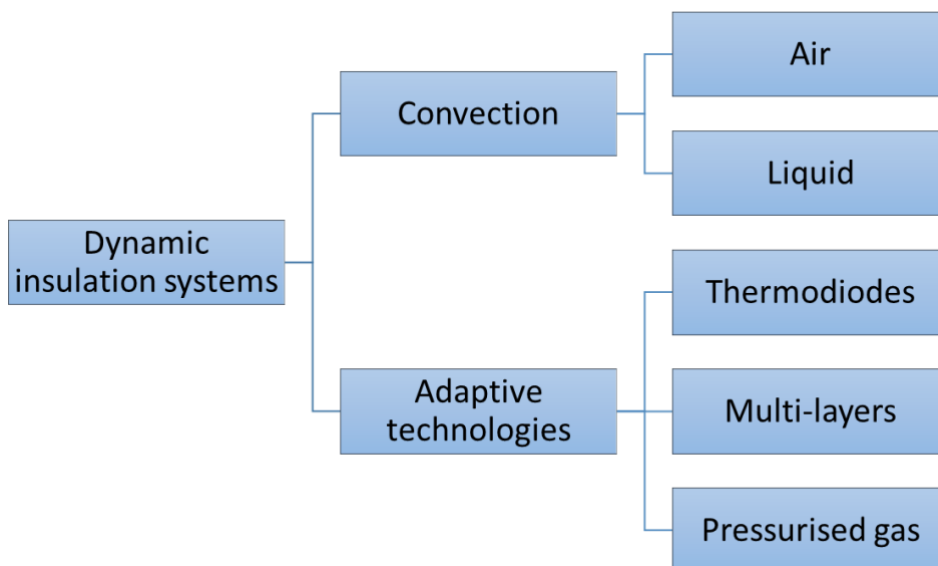 Dynamic
insulation systems
Convection
Air
Liquid
Adaptive
technologies
Thermodiodes
Multi-layers
Pressurised gas